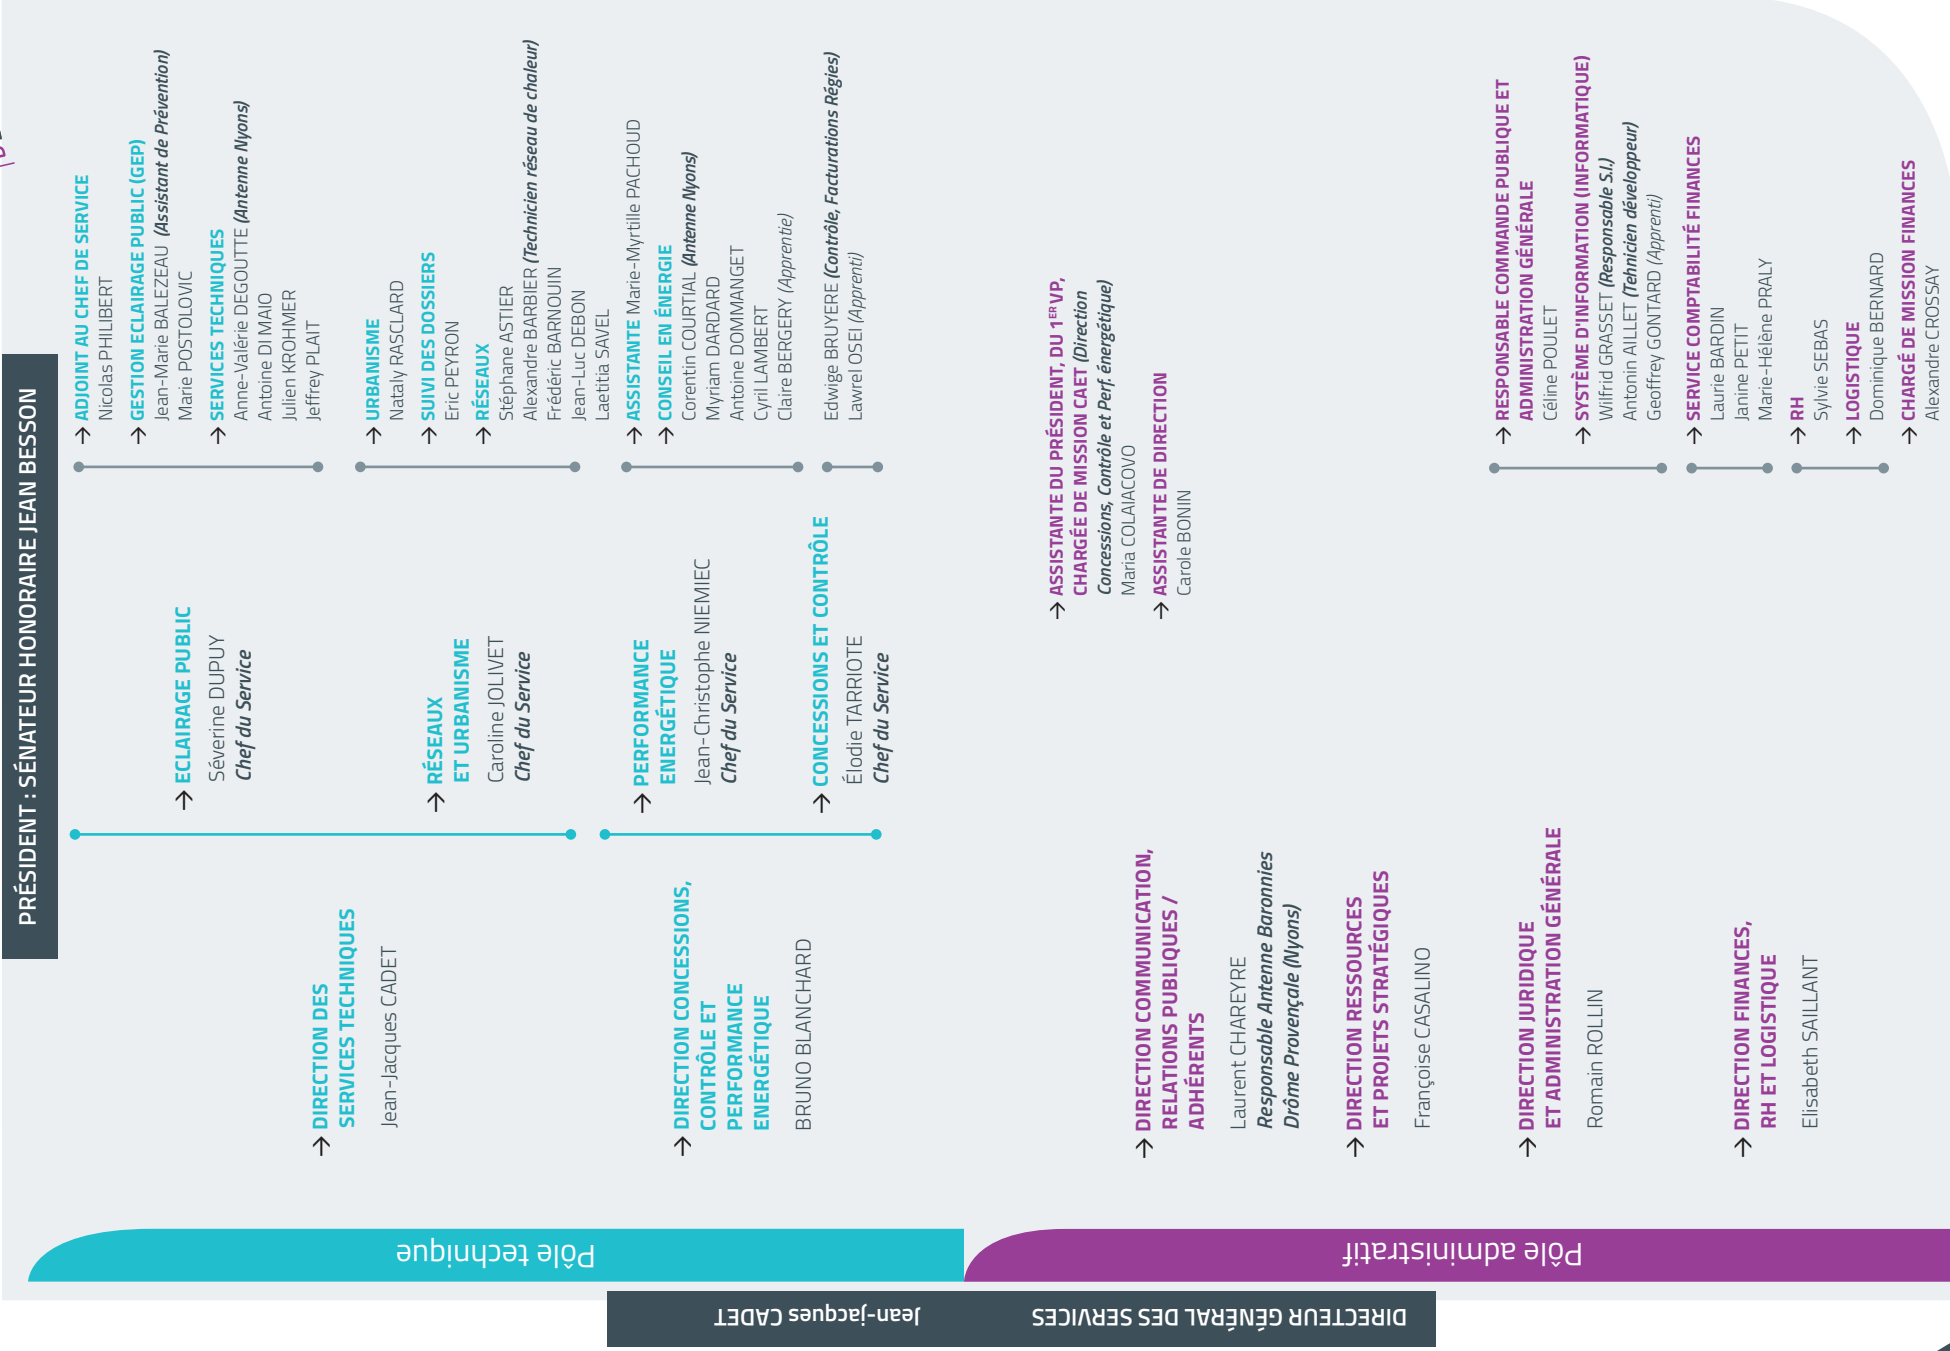 PRÉSIDENT : SÉNATEUR HONORAIRE JEAN BESSON
DIRECTEUR GÉNÉRAL DES SERVICES
Jean-jacques CADET
Pôle technique
→ DIRECTION DES
SERVICES TECHNIQUES
Jean-Jacques CADET
→ ECLAIRAGE PUBLIC
Séverine DUPUY
Chef du Service
→ ADJOINT AU CHEF DE SERVICE
Nicolas PHILIBERT
→ GESTION ECLAIRAGE PUBLIC (GEP)
Jean-Marie BALEZEAU (Assistant de Prévention)
Marie POSTOLOVIC
→ SERVICES TECHNIQUES
Anne-Valérie DEGOUTTE (Antenne Nyons)
Antoine DI MAIO
Julien KROHMER
Jeffrey PLAIT
→ RÉSEAUX
ET URBANISME
Caroline JOLIVET
Chef du Service
→ URBANISME
Nataly RASCLARD
→ SUIVI DES DOSSIERS
Eric PEYRON
→ RÉSEAUX
Stéphane ASTIER
Alexandre BARBIER (Technicien réseau de chaleur)
Frédéric BARNOUIN
Jean-Luc DEBON
Laetitia SAVEL
→ DIRECTION CONCESSIONS,
CONTRÔLE ET
PERFORMANCE
ENERGÉTIQUE
BRUNO BLANCHARD
→ PERFORMANCE
ENERGÉTIQUE
Jean-Christophe NIEMIEC
Chef du Service
→ ASSISTANTE Marie-Myrtille PACHOUD
→ CONSEIL EN ÉNERGIE
Corentin COURTIAL (Antenne Nyons)
Myriam DARDARD
Antoine DOMMANGET
Cyril LAMBERT
Claire BERGERY (Apprentie)
→ CONCESSIONS ET CONTRÔLE
Élodie TARRIOTE
Chef du Service
Edwige BRUYERE (Contrôle, Facturations Régies)
Lawrel OSEI (Apprenti)
Pôle administratif
→ ASSISTANTE DU PRÉSIDENT, DU 1ER VP,
CHARGÉE DE MISSION CAET (Direction
Concessions, Contrôle et Perf. énergétique)
Maria COLAIACOVO
→ ASSISTANTE DE DIRECTION
Carole BONIN
→ DIRECTION COMMUNICATION,
RELATIONS PUBLIQUES /
ADHÉRENTS
Laurent CHAREYRE
Responsable Antenne Baronnies
Drôme Provençale (Nyons)
→ DIRECTION RESSOURCES
ET PROJETS STRATÉGIQUES
Françoise CASALINO
→ DIRECTION JURIDIQUE
ET ADMINISTRATION GÉNÉRALE
Romain ROLLIN
→ RESPONSABLE COMMANDE PUBLIQUE ET
ADMINISTRATION GÉNÉRALE
Céline POULET
→ SYSTÈME D'INFORMATION (INFORMATIQUE)
Wilfrid GRASSET (Responsable S.I.)
Antonin AILLET (Tehnicien développeur)
Geoffrey GONTARD (Apprenti)
→ DIRECTION FINANCES,
RH ET LOGISTIQUE
Elisabeth SAILLANT
→ SERVICE COMPTABILITÉ FINANCES
Laurie BARDIN
Janine PETIT
Marie-Hélène PRALY
→ RH
Sylvie SEBAS
→ LOGISTIQUE
Dominique BERNARD
→ CHARGÉ DE MISSION FINANCES
Alexandre CROSSAY